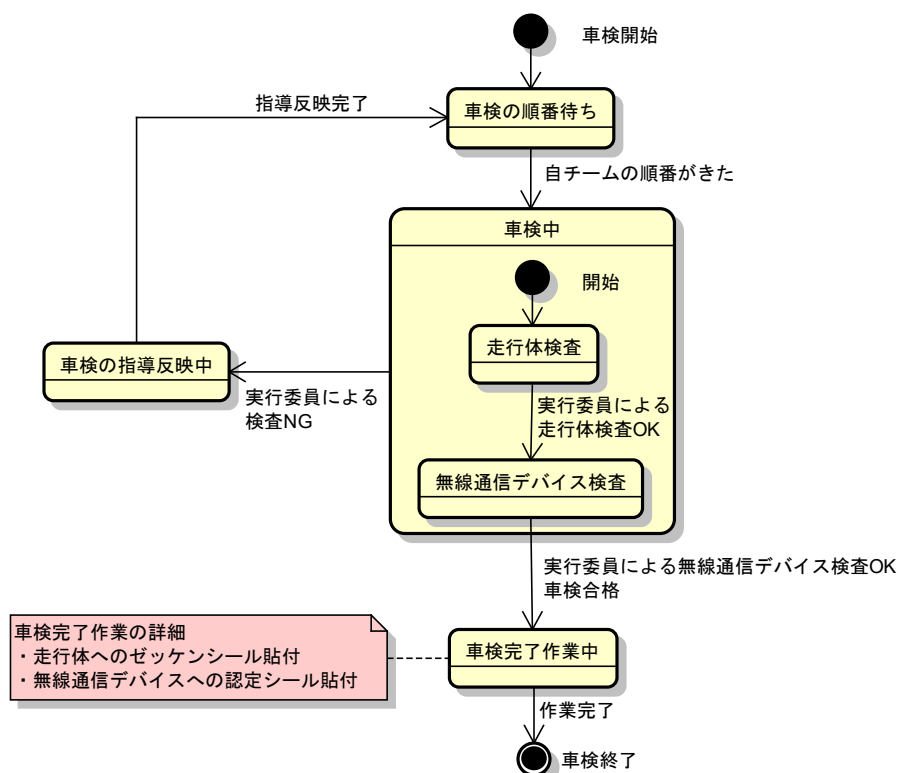 車検開始
指導反映完了
車検の順番待ち
自チームの順番がきた
車検中
開始
走行体検査
車検の指導反映中
実行委員による
検査NG
実行委員による
走行体検査OK
無線通信デバイス検査
実行委員による無線通信デバイス検査OK
車検合格
車検完了作業の詳細
・走行体へのゼッケンシール貼付
・無線通信デバイスへの認定シール貼付
車検完了作業中
作業完了
車検終了